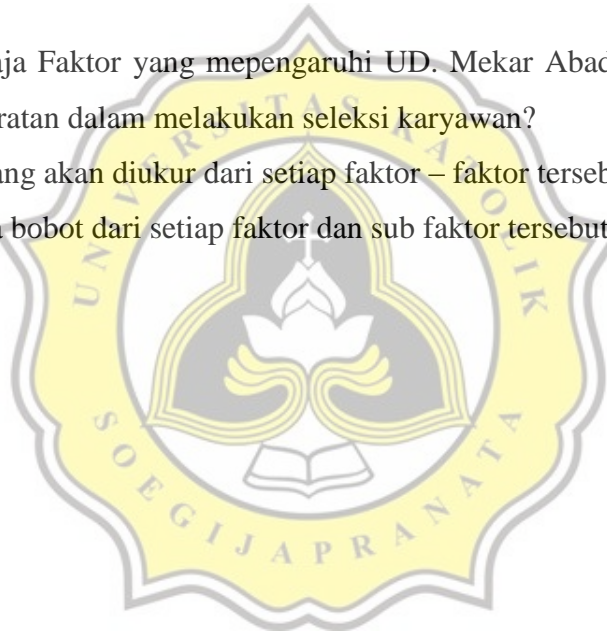 aja Faktor yang mepengaruhi UD. Mekar Abad
ratan dalam melakukan seleksi karyawan?
ang akan diukur dari setiap faktor – faktor terseb
a bobot dari setiap faktor dan sub faktor tersebut
UNIVERSITAS KATOLIK
SOEGIJAPRANATA